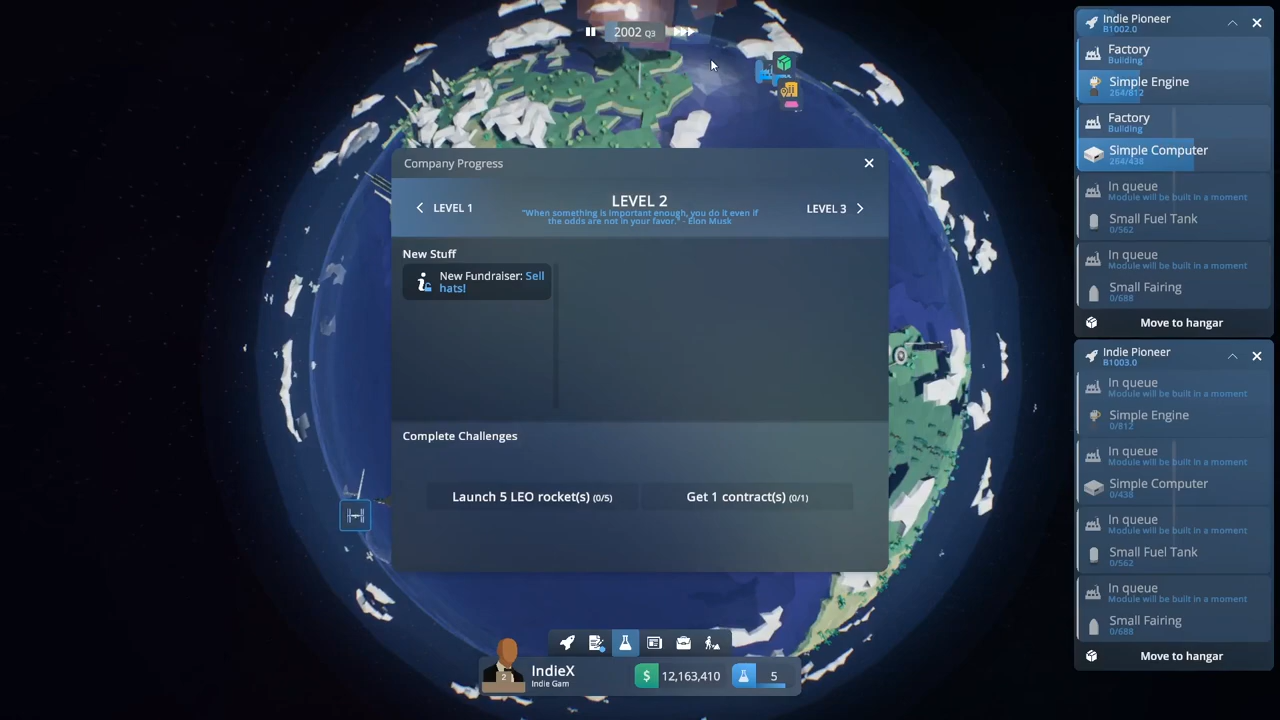 2002 Q3
Company Progress
LEVEL 1
LEVEL 2
"When something is important enough, you do it even if
the odds are not in your favor." - Elon Musk
LEVEL 3
New Stuff
New Fundraiser: Sell
hats!
Complete Challenges
Launch 5 LEO rocket(s) (0/5)
Get 1 contract(s) (0/1)
2
IndieX
Indie Gam
$ 12,163,410
5
Indie Pioneer
B1002.0
Factory
Building
Simple Engine
264/812
Factory
Building
Simple Computer
264/438
In queue
Module will be built in a moment
Small Fuel Tank
0/562
In queue
Module will be built in a moment
Small Fairing
0/688
Move to hangar
Indie Pioneer
B1003.0
In queue
Module will be built in a moment
Simple Engine
0/812
In queue
Module will be built in a moment
Simple Computer
0/438
In queue
Module will be built in a moment
Small Fuel Tank
0/562
In queue
Module will be built in a moment
Small Fairing
0/688
Move to hangar